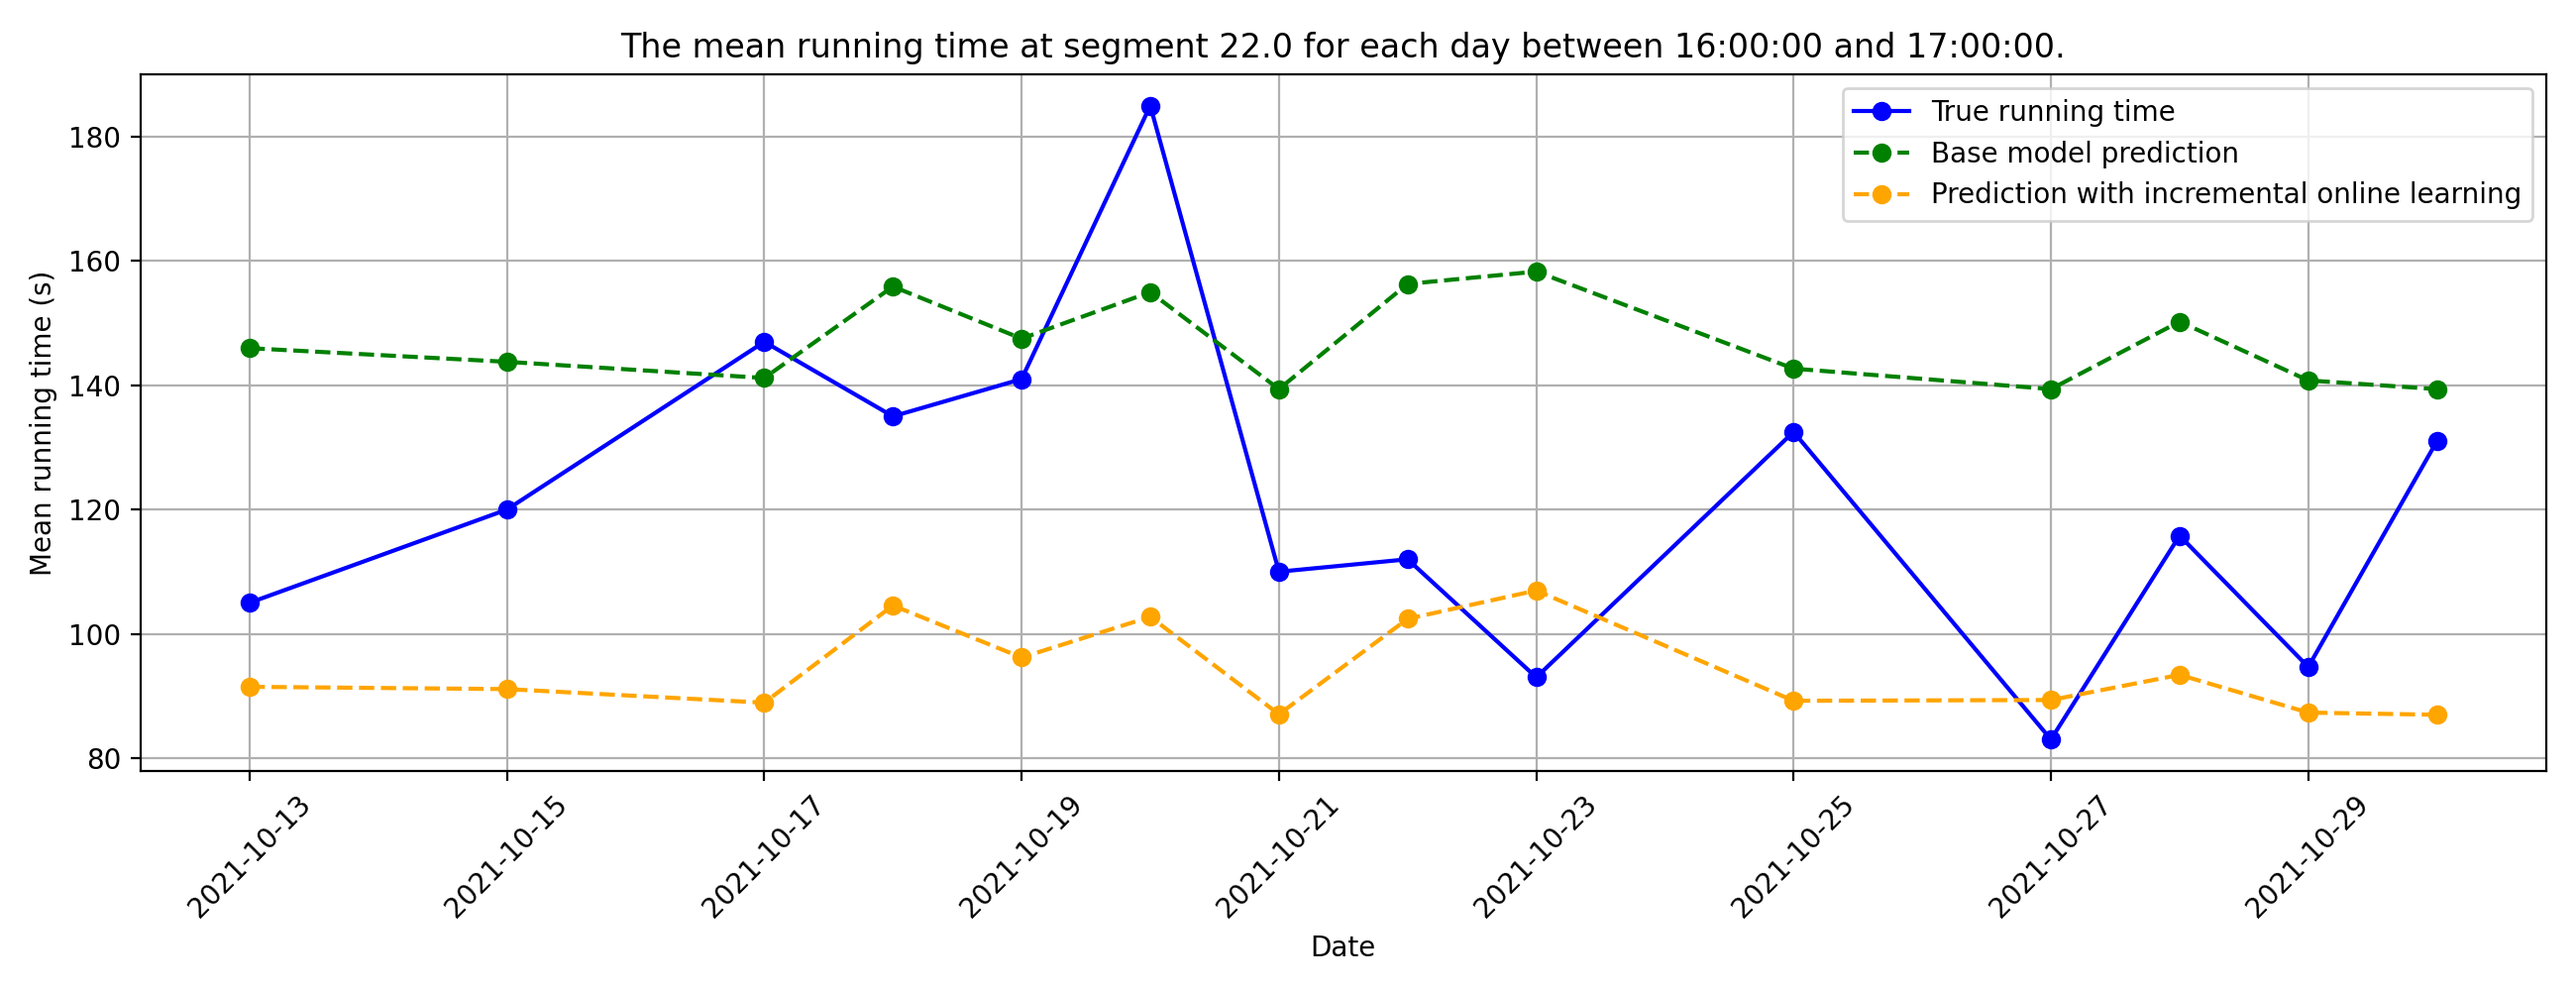 The mean running time at segment 22.0 for each day between 16:00:00 and 17:00:00.
True running time
Base model prediction
Prediction with incremental online learning
Mean running time (s)
180
160
140
120
100
80
2021-10-13
2021-10-15
2021-10-17
2021-10-19
2021-10-21
2021-10-23
2021-10-25
2021-10-27
2021-10-29
Date